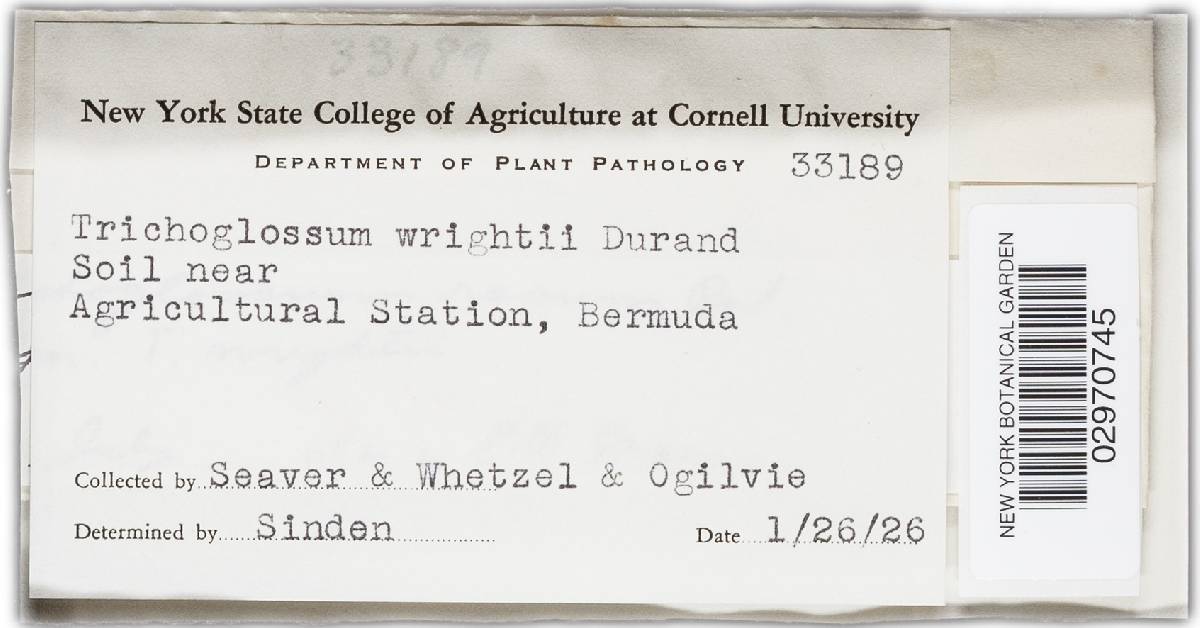 33189
New York State College of Agriculture at Cornell University
DEPARTMENT OF PLANT PATHOLOGY 33189
Trichoglossum wrightii Durand
Soil near
Agricultural Station, Bermuda
Collected by Seaver & Whetzel & Ogilvie
Determined by Sinden Date 1/26/26
NEW YORK BOTANICAL GARDEN
02970745